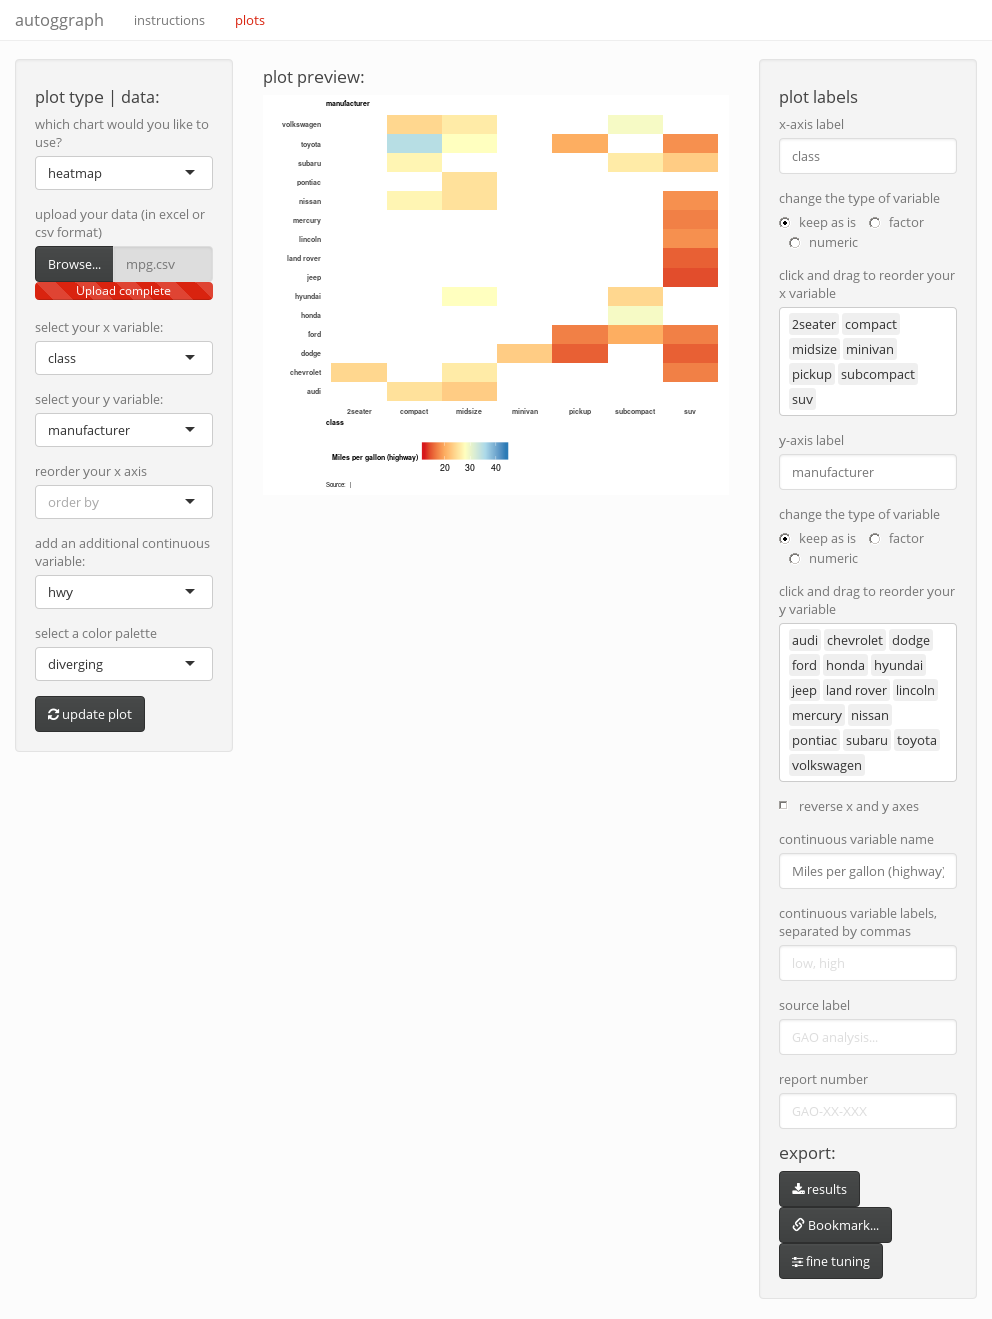 autoggraph instructions plots
plot type | data:
which chart would you like to
use?
heatmap
upload your data (in excel or
csv format)
Browse... mpg.csv
Upload complete
select your x variable:
class
select your y variable:
manufacturer
reorder your x axis
order by
add an additional continuous
variable:
hwy
select a color palette
diverging
update plot
plot preview:
manufacturer
volkswagen
toyota
subaru
pontiac
nissan
mercury
lincoln
land rover
jeep
hyundai
honda
ford
dodge
chevrolet
audi
2seater compact midsize minivan pickup subcompact suv
class
Miles per gallon (highway)
20 30 40
Source: |
plot labels
x-axis label
class
change the type of variable
keep as is factor
numeric
click and drag to reorder your
x variable
2seater compact
midsize minivan
pickup subcompact
suv
y-axis label
manufacturer
change the type of variable
keep as is factor
numeric
click and drag to reorder your
y variable
audi chevrolet dodge
ford honda hyundai
jeep land rover lincoln
mercury nissan
pontiac subaru toyota
volkswagen
reverse x and y axes
continuous variable name
Miles per gallon (highway)
continuous variable labels,
separated by commas
low, high
source label
GAO analysis...
report number
GAO-XX-XXX
export:
results
Bookmark...
fine tuning